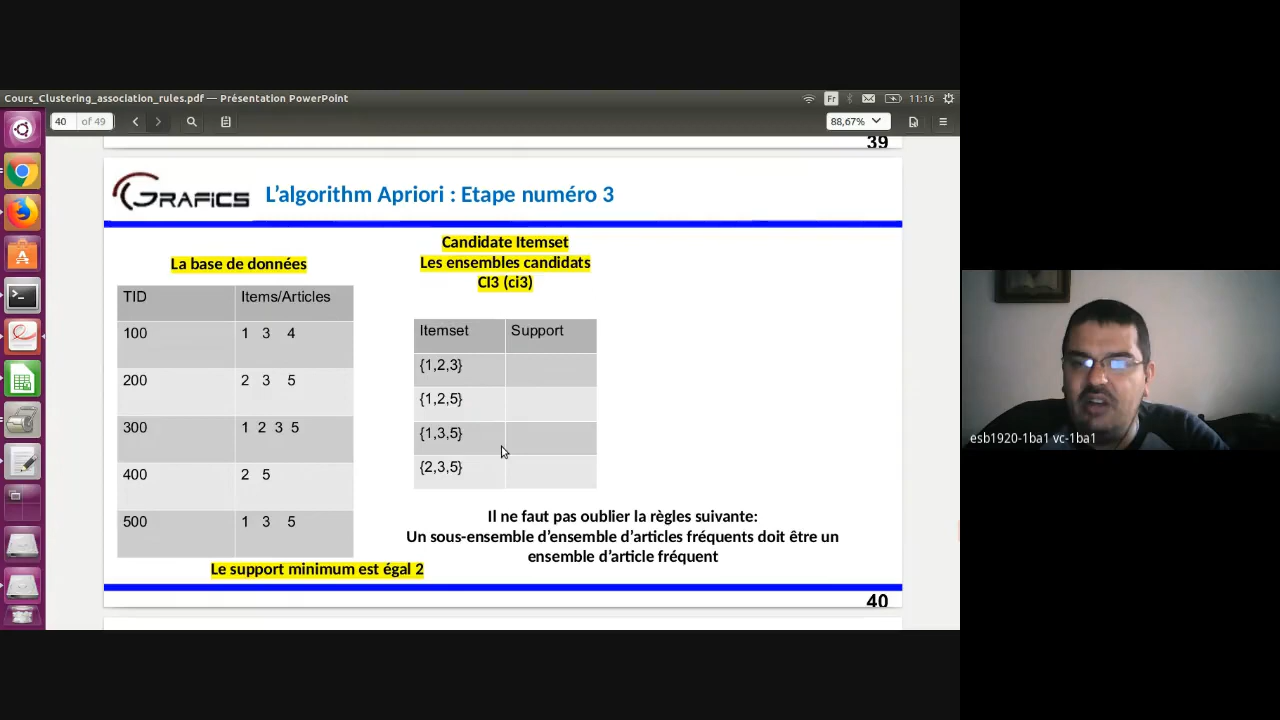 Cours_Clustering_association_rules.pdf — Présentation PowerPoint
Fr
11:16
40 of 49
88,67%
39
GRAFICS
L’algorithm Apriori : Etape numéro 3
La base de données
TID Items/Articles
100 1 3 4
200 2 3 5
300 1 2 3 5
400 2 5
500 1 3 5
Le support minimum est égal 2
Candidate Itemset
Les ensembles candidats
CI3 (ci3)
Itemset Support
{1,2,3}
{1,2,5}
{1,3,5}
{2,3,5}
Il ne faut pas oublier la règles suivante:
Un sous-ensemble d’ensemble d’articles fréquents doit être un
ensemble d’article fréquent
40
esb1920-1ba1 vc-1ba1